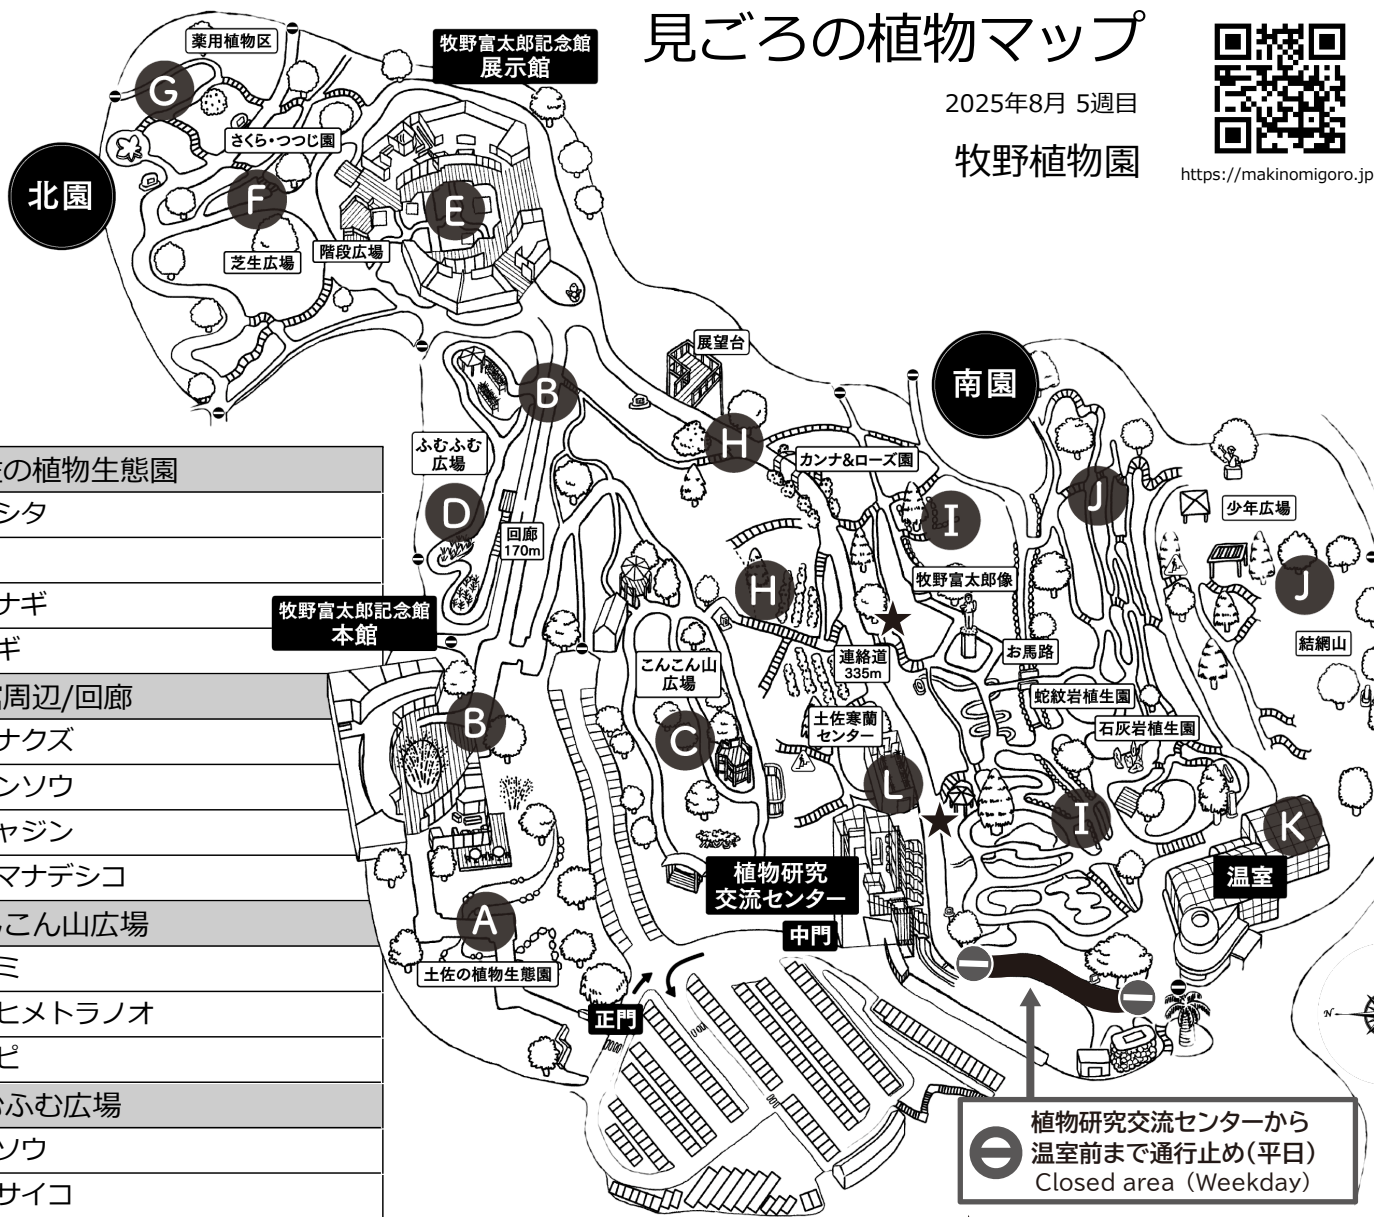 見ごろの植物マップ
2025年8月 5週目
牧野植物園
https://makinomigoro.jp
薬用植物区
牧野富太郎記念館
展示館
G
さくら・つつじ園
北園
F
E
芝生広場
階段広場
展望台
南園
B
ふむふむ
広場
H
カンナ&ローズ園
J
少年広場
D
回廊
170m
I
牧野富太郎像
H
J
牧野富太郎記念館
本館
こんこん山
広場
連絡道
335m
お馬路
結網山
蛇紋岩植生園
石灰岩植生園
B
C
土佐寒蘭
センター
L
I
K
植物研究
交流センター
温室
中門
A
土佐の植物生態園
正門
N
植物研究交流センターから
温室前まで通行止め(平日)
Closed area (Weekday)
の植物生態園
シタ
ナギ
ギ
周辺/回廊
ナクズ
ンソウ
ャジン
マナデシコ
こん山広場
ミ
ヒメトラノオ
ピ
ふむ広場
ソウ
サイコ